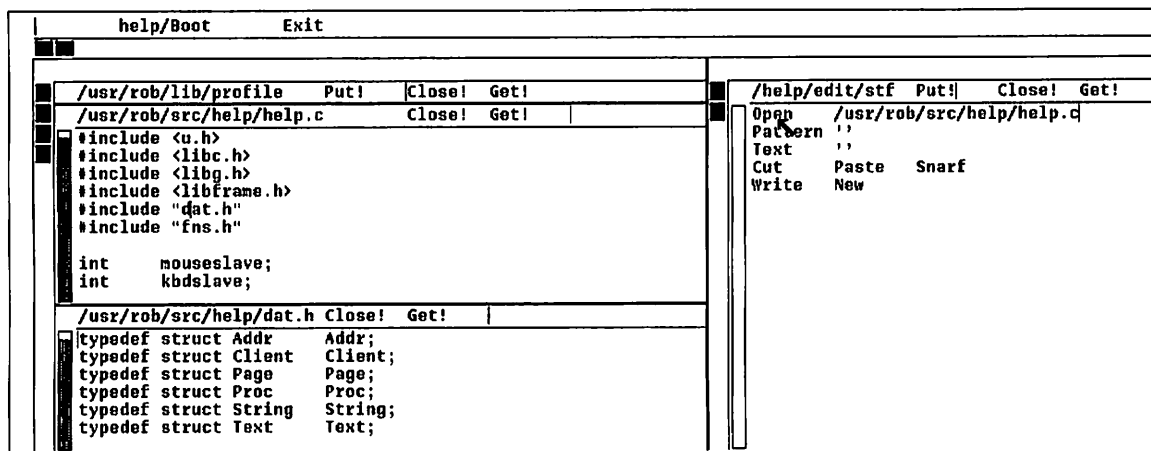 help/Boot Exit
/usr/rob/lib/profile Put! Close! Get!
/usr/rob/src/help/help.c Close! Get!
#include <u.h>
#include <libc.h>
#include <libg.h>
#include <libframe.h>
#include "dat.h"
#include "fns.h"
int mouseslave;
int kbdslave;
/usr/rob/src/help/dat.h Close! Get!
typedef struct Addr Addr;
typedef struct Client Client;
typedef struct Page Page;
typedef struct Proc Proc;
typedef struct String String;
typedef struct Text Text;
/help/edit/stf Put! Close! Get!
Open /usr/rob/src/help/help.c
Pattern ''
Text ''
Cut Paste Snarf
Write New